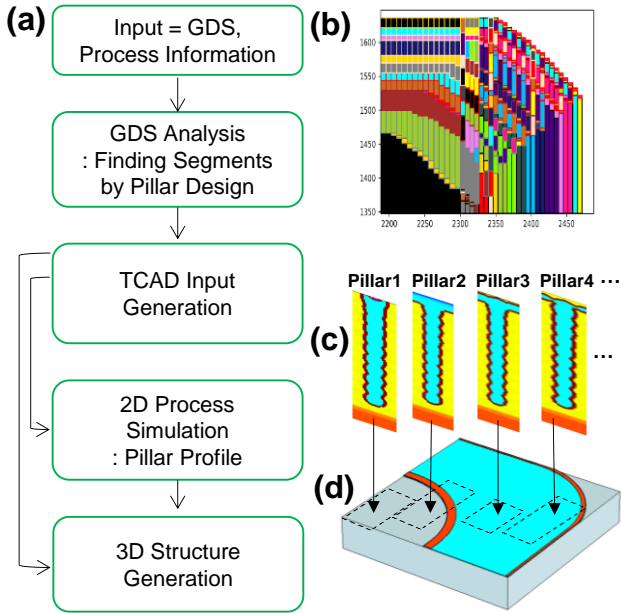 (a)
Input = GDS,
Process Information
GDS Analysis
: Finding Segments
by Pillar Design
TCAD Input
Generation
2D Process
Simulation
: Pillar Profile
3D Structure
Generation
(b)
1600
1550
1500
1450
1400
1350
2200
2250
2300
2350
2400
2450
Pillar1 Pillar2 Pillar3 Pillar4 ...
(c)
...
(d)